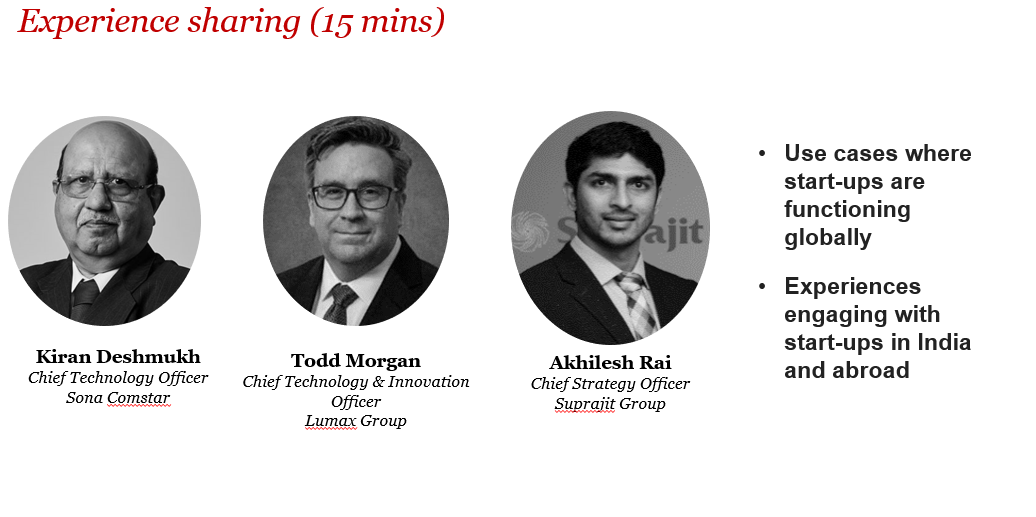 Experience sharing (15 mins)
Kiran Deshmukh
Chief Technology Officer
Sona Comstar
Todd Morgan
Chief Technology & Innovation
Officer
Lumax Group
Suprajit
Akhilesh Rai
Chief Strategy Officer
Suprajit Group
• Use cases where
start-ups are
functioning
globally
• Experiences
engaging with
start-ups in India
and abroad